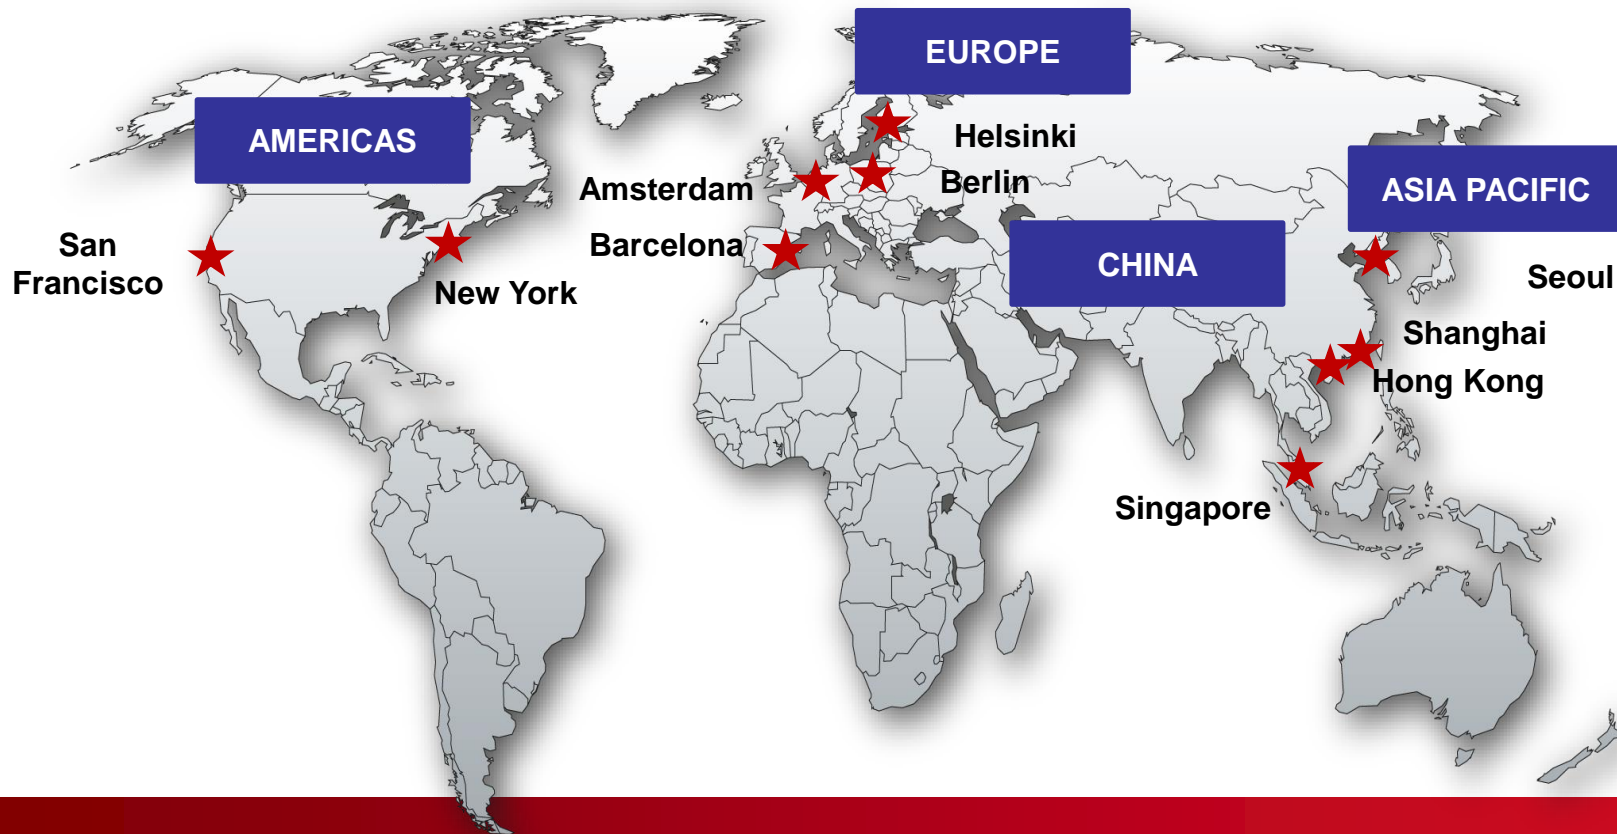 EUROPE
AMERICAS
Helsinki
Amsterdam
Berlin
ASIA PACIFIC
San
Francisco
Barcelona
CHINA
Seoul
New York
Shanghai
Hong Kong
Singapore